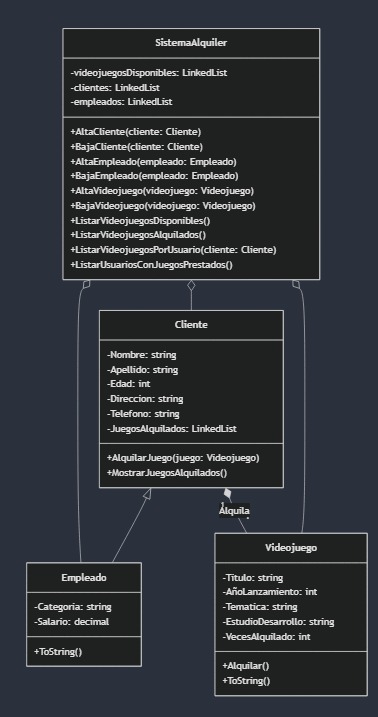 SistemaAlquiler
-videojuegosDisponibles: LinkedList
-clientes: LinkedList
-empleados: LinkedList
+AltaCliente(cliente: Cliente)
+BajaCliente(cliente: Cliente)
+AltaEmpleado(empleado: Empleado)
+BajaEmpleado(empleado: Empleado)
+AltaVideojuego(videojuego: Videojuego)
+BajaVideojuego(videojuego: Videojuego)
+ListarVideojuegosDisponibles()
+ListarVideojuegosAlquilados()
+ListarVideojuegosPorUsuario(cliente: Cliente)
+ListarUsuariosConJuegosPrestados()
Cliente
-Nombre: string
-Apellido: string
-Edad: int
-Direccion: string
-Telefono: string
-JuegosAlquilados: LinkedList
+AlquilarJuego(juego: Videojuego)
+MostrarJuegosAlquilados()
Alquila
Empleado
-Categoria: string
-Salario: decimal
+ToString()
Videojuego
-Titulo: string
-AñoLanzamiento: int
-Tematica: string
-EstudioDesarrollo: string
-VecesAlquilado: int
+Alquilar()
+ToString()